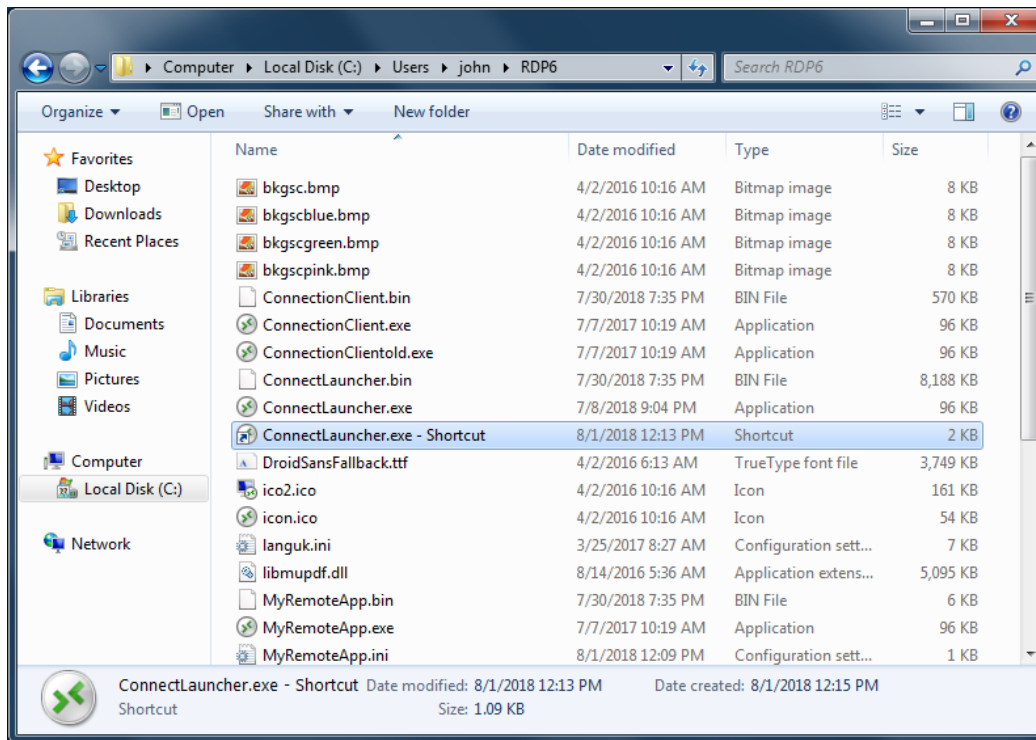 Computer Local Disk (C:) Users john RDP6 Search RDP6
Organize Open Share with New folder
Favorites
Desktop
Downloads
Recent Places
Libraries
Documents
Music
Pictures
Videos
Computer
Local Disk (C:)
Network
Name Date modified Type Size
bkgsc.bmp 4/2/2016 10:16 AM Bitmap image 8 KB
bkgscblue.bmp 4/2/2016 10:16 AM Bitmap image 8 KB
bkgscgreen.bmp 4/2/2016 10:16 AM Bitmap image 8 KB
bkgscpink.bmp 4/2/2016 10:16 AM Bitmap image 8 KB
ConnectionClient.bin 7/30/2018 7:35 PM BIN File 570 KB
ConnectionClient.exe 7/7/2017 10:19 AM Application 96 KB
ConnectionClientold.exe 7/7/2017 10:19 AM Application 96 KB
ConnectLauncher.bin 7/30/2018 7:35 PM BIN File 8,188 KB
ConnectLauncher.exe 7/8/2018 9:04 PM Application 96 KB
ConnectLauncher.exe - Shortcut 8/1/2018 12:13 PM Shortcut 2 KB
DroidSansFallback.ttf 4/2/2016 6:13 AM TrueType font file 3,749 KB
ico2.ico 4/2/2016 10:16 AM Icon 161 KB
icon.ico 4/2/2016 10:16 AM Icon 54 KB
languk.ini 3/25/2017 8:27 AM Configuration sett... 7 KB
libmupdf.dll 8/14/2016 5:36 AM Application extens... 5,095 KB
MyRemoteApp.bin 7/30/2018 7:35 PM BIN File 6 KB
MyRemoteApp.exe 7/7/2017 10:19 AM Application 96 KB
MyRemoteApp.ini 8/1/2018 12:09 PM Configuration sett... 1 KB
ConnectLauncher.exe - Shortcut Date modified: 8/1/2018 12:13 PM Date created: 8/1/2018 12:15 PM
Shortcut Size: 1.09 KB